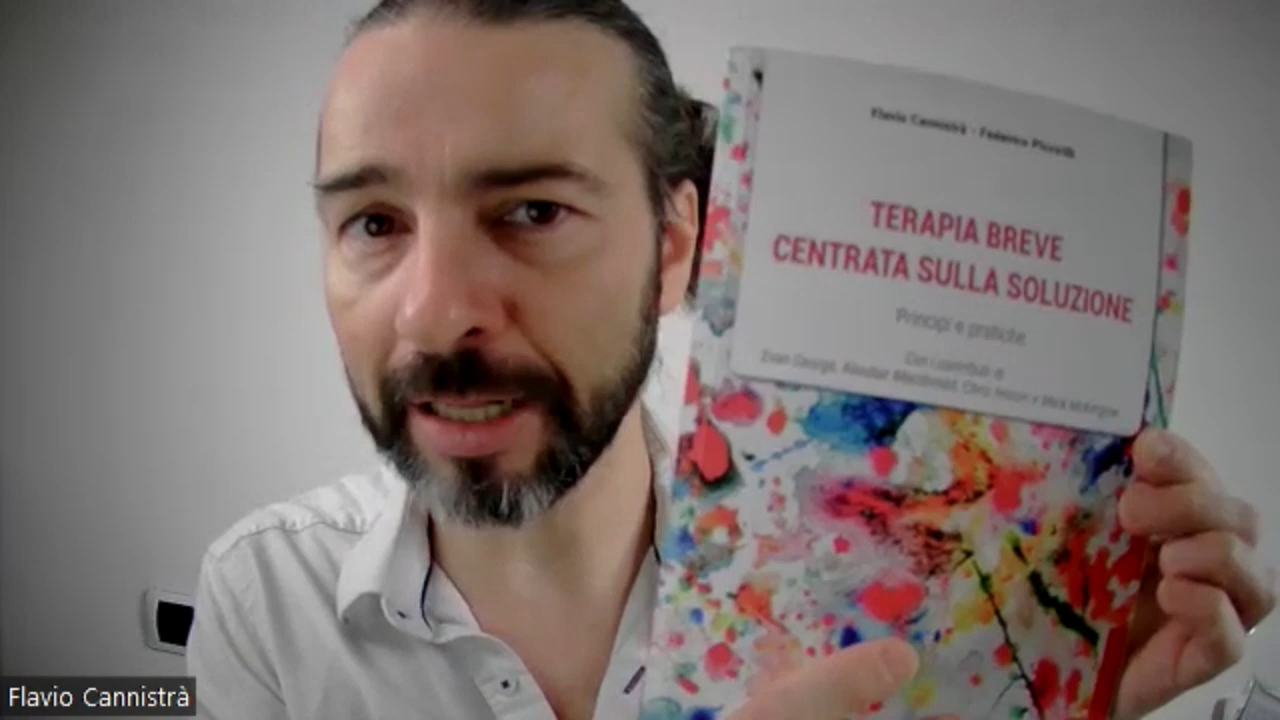 Flavio Cannistrà - Federico Piccirilli
TERAPIA BREVE
CENTRATA SULLA SOLUZIONE
Principi e pratiche
Con i contributi di
Evan George, Alasdair Macdonald, Chris Iveson e Mark McKergow
Flavio Cannistrà